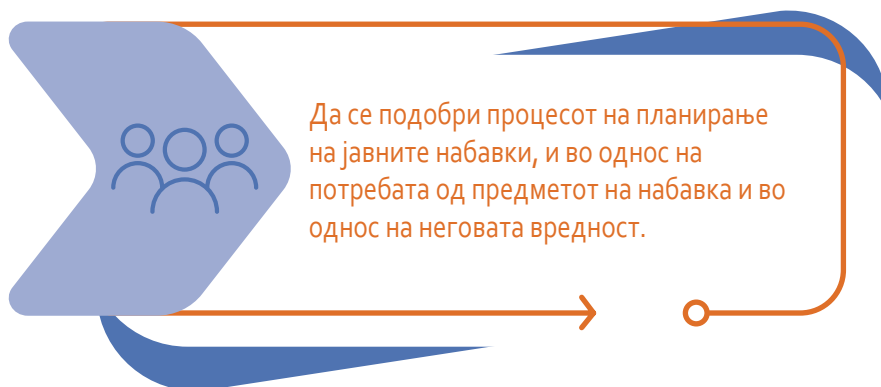 Да се подобри процесот на планирање
на јавните набавки, и во однос на
потребата од предметот на набавка и во
однос на неговата вредност.